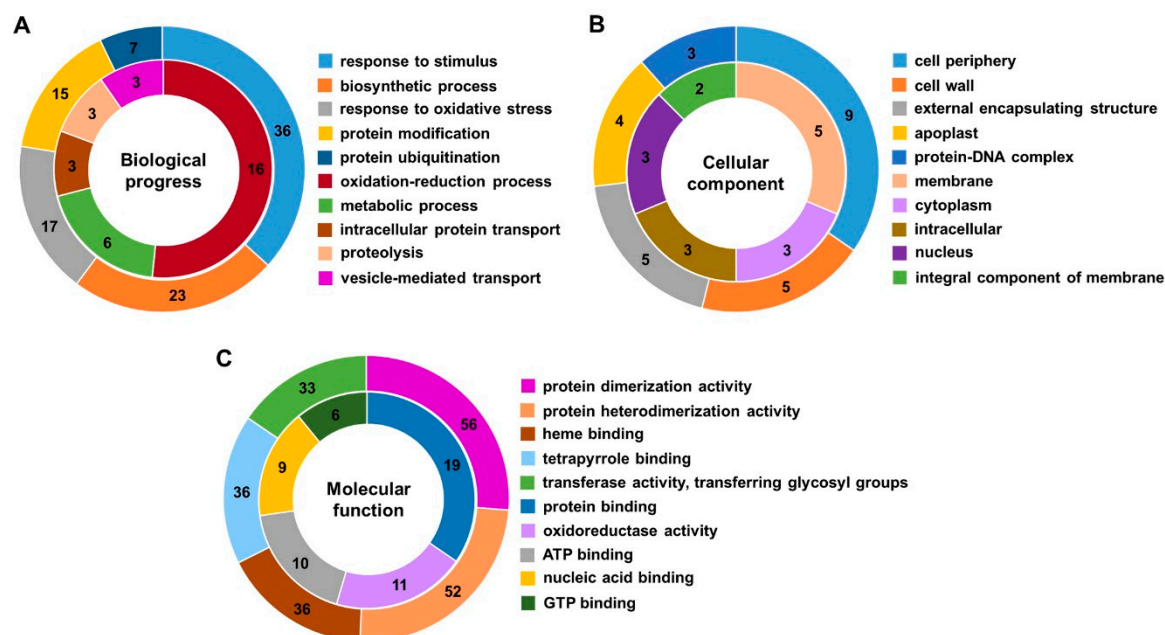 A
7
3
15
3
36
Biological
progress
16
3
17
6
23
response to stimulus
biosynthetic process
response to oxidative stress
protein modification
protein ubiquitination
oxidation-reduction process
metabolic process
intracellular protein transport
proteolysis
vesicle-mediated transport
B
3
2
9
4
5
3
Cellular
component
3
3
5
5
cell periphery
cell wall
external encapsulating structure
apoplast
protein-DNA complex
membrane
cytoplasm
intracellular
nucleus
integral component of membrane
C
33
6
56
19
9
36
Molecular
function
10
11
52
36
protein dimerization activity
protein heterodimerization activity
heme binding
tetrapyrrole binding
transferase activity, transferring glycosyl groups
protein binding
oxidoreductase activity
ATP binding
nucleic acid binding
GTP binding